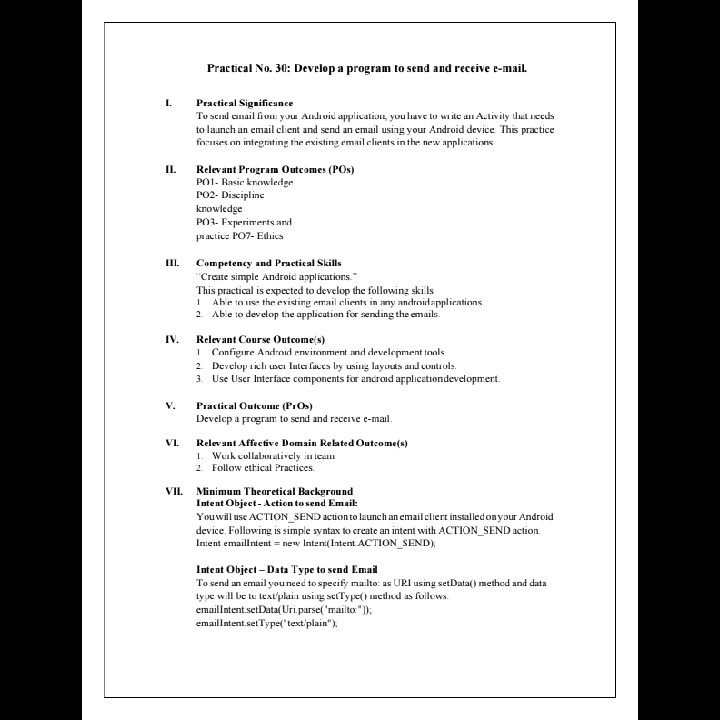 Practical No. 30: Develop a program to send and receive e-mail.
I. Practical Significance
To send email from your Android application, you have to write an Activity that needs
to launch an email client and send an email using your Android device. This practice
focuses on integrating the existing email clients in the new applications.
II. Relevant Program Outcomes (POs)
PO1- Basic knowledge
PO2- Discipline
knowledge
PO3- Experiments and
practice PO7- Ethics
III. Competency and Practical Skills
“Create simple Android applications.”
This practical is expected to develop the following skills
1. Able to use the existing email clients in any android applications.
2. Able to develop the application for sending the emails.
IV. Relevant Course Outcome(s)
1. Configure Android environment and development tools.
2. Develop rich user Interfaces by using layouts and controls.
3. Use User Interface components for android application development.
V. Practical Outcome (PrOs)
Develop a program to send and receive e-mail.
VI. Relevant Affective Domain Related Outcome(s)
1. Work collaboratively in team
2. Follow ethical Practices.
VII. Minimum Theoretical Background
Intent Object - Action to send Email:
You will use ACTION_SEND action to launch an email client installed on your Android
device. Following is simple syntax to create an intent with ACTION_SEND action.
Intent emailIntent = new Intent(Intent.ACTION_SEND);
Intent Object – Data Type to send Email
To send an email you need to specify mailto: as URI using setData() method and data
type will be to text/plain using setType() method as follows:
emailIntent.setData(Uri.parse("mailto:"));
emailIntent.setType("text/plain");